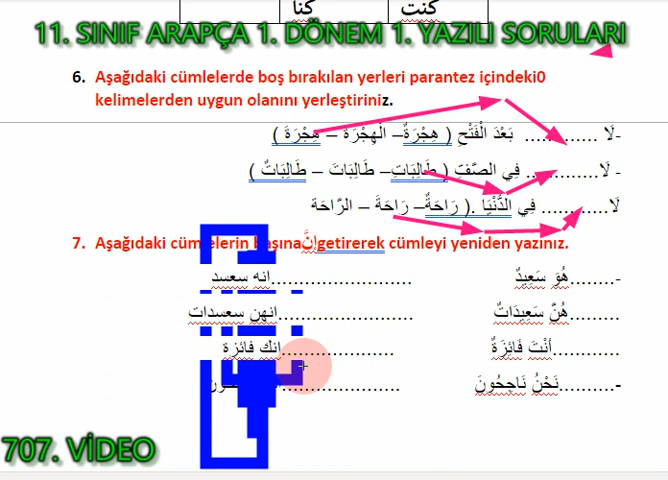 كنت كنا
11. SINIF ARAPÇA 1. DÖNEM 1. YAZILI SORULARI
6. Aşağıdaki cümlelerde boş bırakılan yerleri parantez içindeki0
kelimelerden uygun olanını yerleştiriniz.
-لَا ............ بَعْدَ الْفَتْحِ ( هِجْرَةٌ– الْهِجْرَةَ – هِجْرَةَ )
- لَا............ فِي الصَّفِّ ( طَالِبَاتِ– طَالِبَاتَ – طَالِبَاتٌ )
لَا............ فِي الدُّنْيَا .( رَاحَةٌ– رَاحَةَ – الرَّاحَة
7. Aşağıdaki cümlelerin başına إِنَّ getirerek cümleyi yeniden yazınız.
-.........هُوَ سَعِيدٌ ........................انه سعسد
..........هُنَّ سَعِيدَاتٌ ........................انهن سعسدات
............أَنْتَ فَائِزَةٌ ....................انك فائزة
-.........نَحْنُ نَاجِحُونَ ....................
707. VİDEO